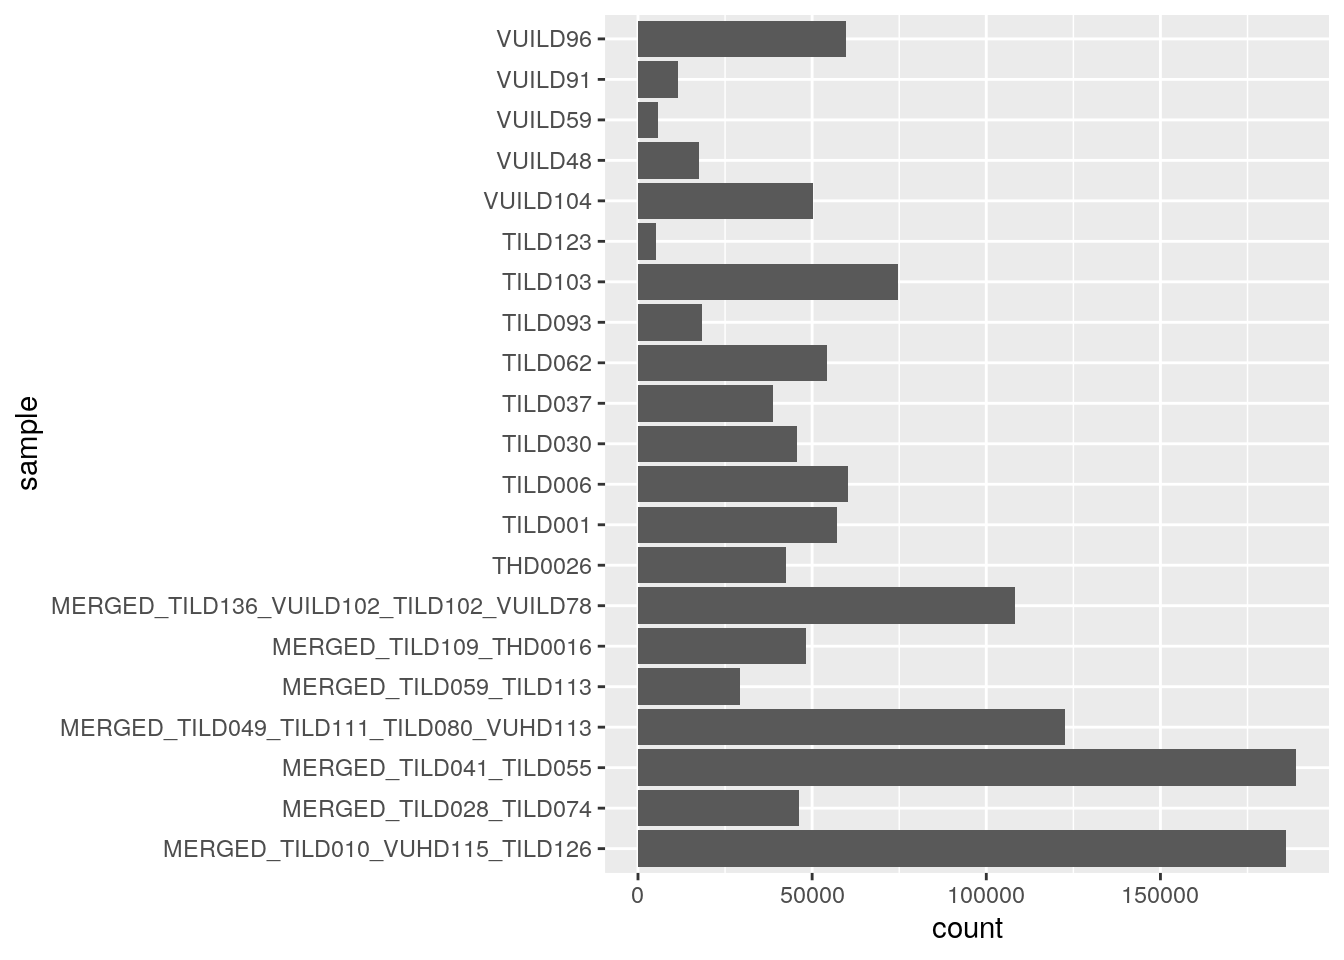 VUILD96
VUILD91
VUILD59
VUILD48
VUILD104
TILD123
TILD103
TILD093
TILD062
TILD037
TILD030
TILD006
TILD001
THD0026
MERGED_TILD136_VUILD102_TILD102_VUILD78
MERGED_TILD109_THD0016
MERGED_TILD059_TILD113
MERGED_TILD049_TILD111_TILD080_VUHD113
MERGED_TILD041_TILD055
MERGED_TILD028_TILD074
MERGED_TILD010_VUHD115_TILD126
sample
0 50000 100000 150000
count